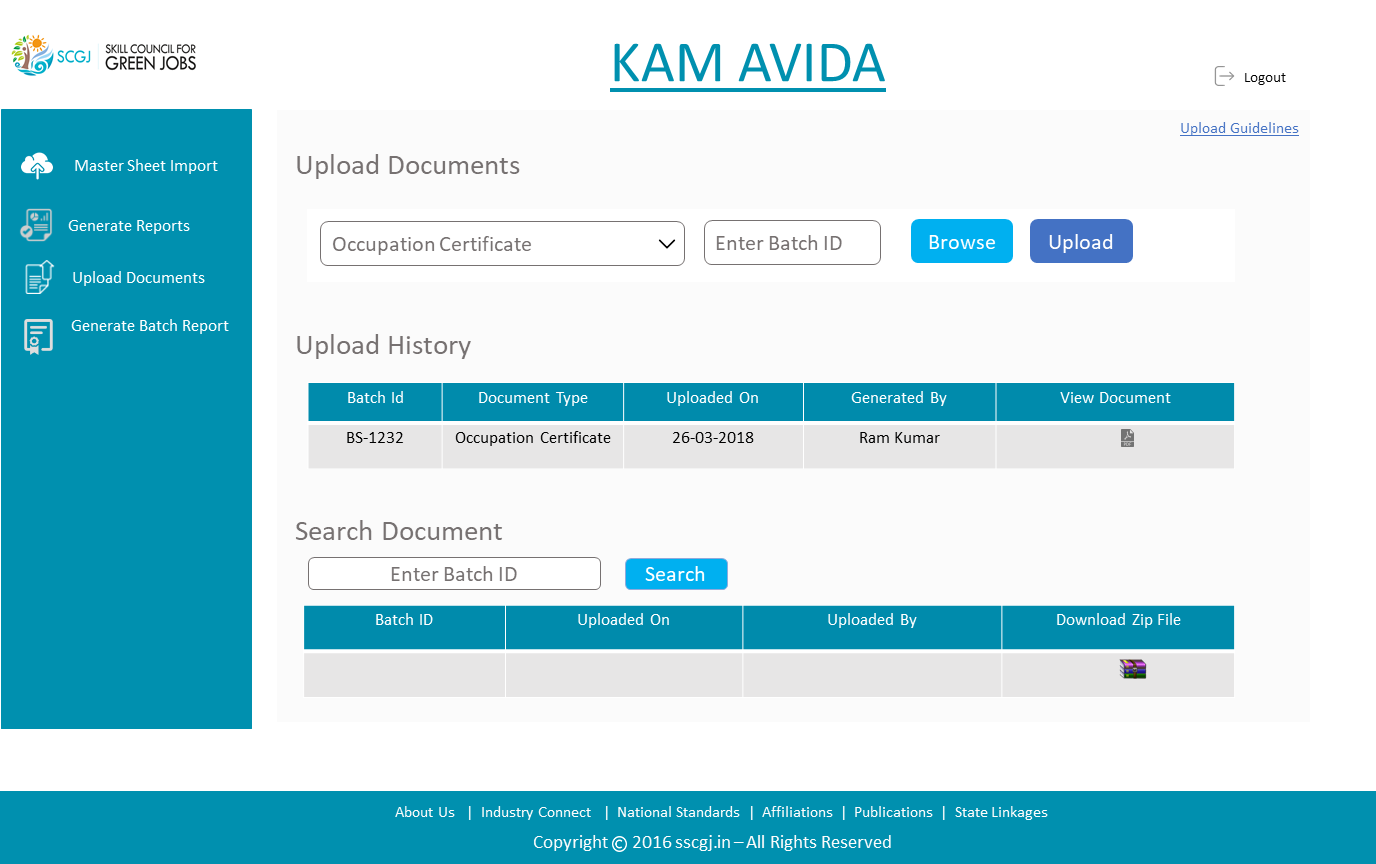 SCGJ
SKILL COUNCIL FOR
GREEN JOBS
KAM AVIDA
Logout
Upload Guidelines
Master Sheet Import
Generate Reports
Upload Documents
Generate Batch Report
Upload Documents
Occupation Certificate Enter Batch ID Browse Upload
Upload History
Batch Id Document Type Uploaded On Generated By View Document
BS-1232 Occupation Certificate 26-03-2018 Ram Kumar
PDF
Search Document
Enter Batch ID Search
Batch ID Uploaded On Uploaded By Download Zip File
About Us | Industry Connect | National Standards | Affiliations | Publications | State Linkages
Copyright © 2016 sscgj.in – All Rights Reserved